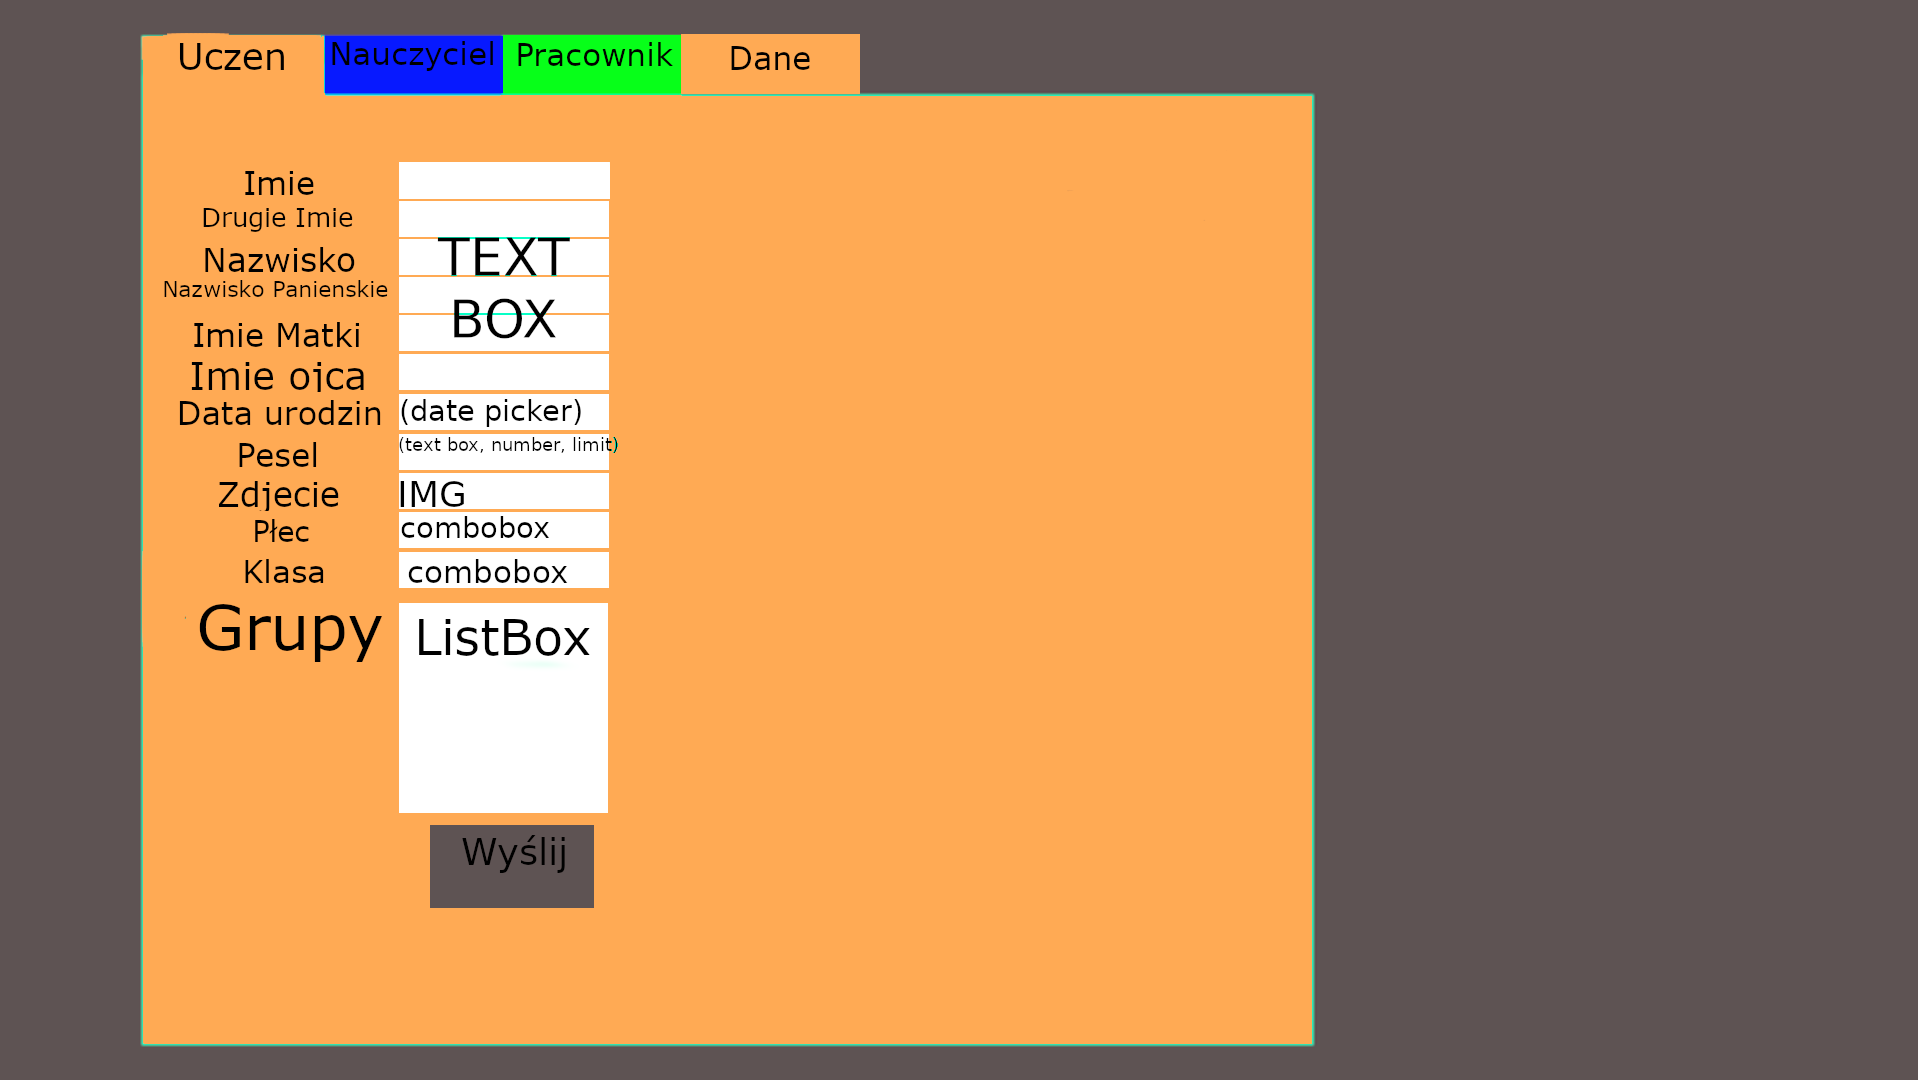 Uczen Nauczyciel Pracownik Dane
Imie
Drugie Imie
Nazwisko TEXT
Nazwisko Panienskie
BOX
Imie Matki
Imie ojca
Data urodzin (date picker)
Pesel (text box, number, limit)
Zdjecie IMG
Płec combobox
Klasa combobox
Grupy ListBox
Wyślij